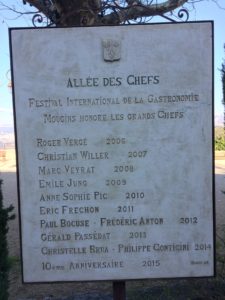 ALLÉE DES CHEFS
FESTIVAL INTERNATIONAL DE LA GASTRONOMIE
MOUGINS HONORE LES GRANDS CHEFS
ROGER VERGÉ 2006
CHRISTIAN WILLER 2007
MARC VEYRAT 2008
EMILE JUNG 2009
ANNE SOPHIE PIC 2010
ERIC FRECHON 2011
PAUL BOCUSE - FRÉDÉRIC ANTON 2012
GÉRALD PASSEDAT 2013
CHRISTELLE BRUA - PHILIPPE CONTICINI 2014
10ème ANNIVERSAIRE 2015